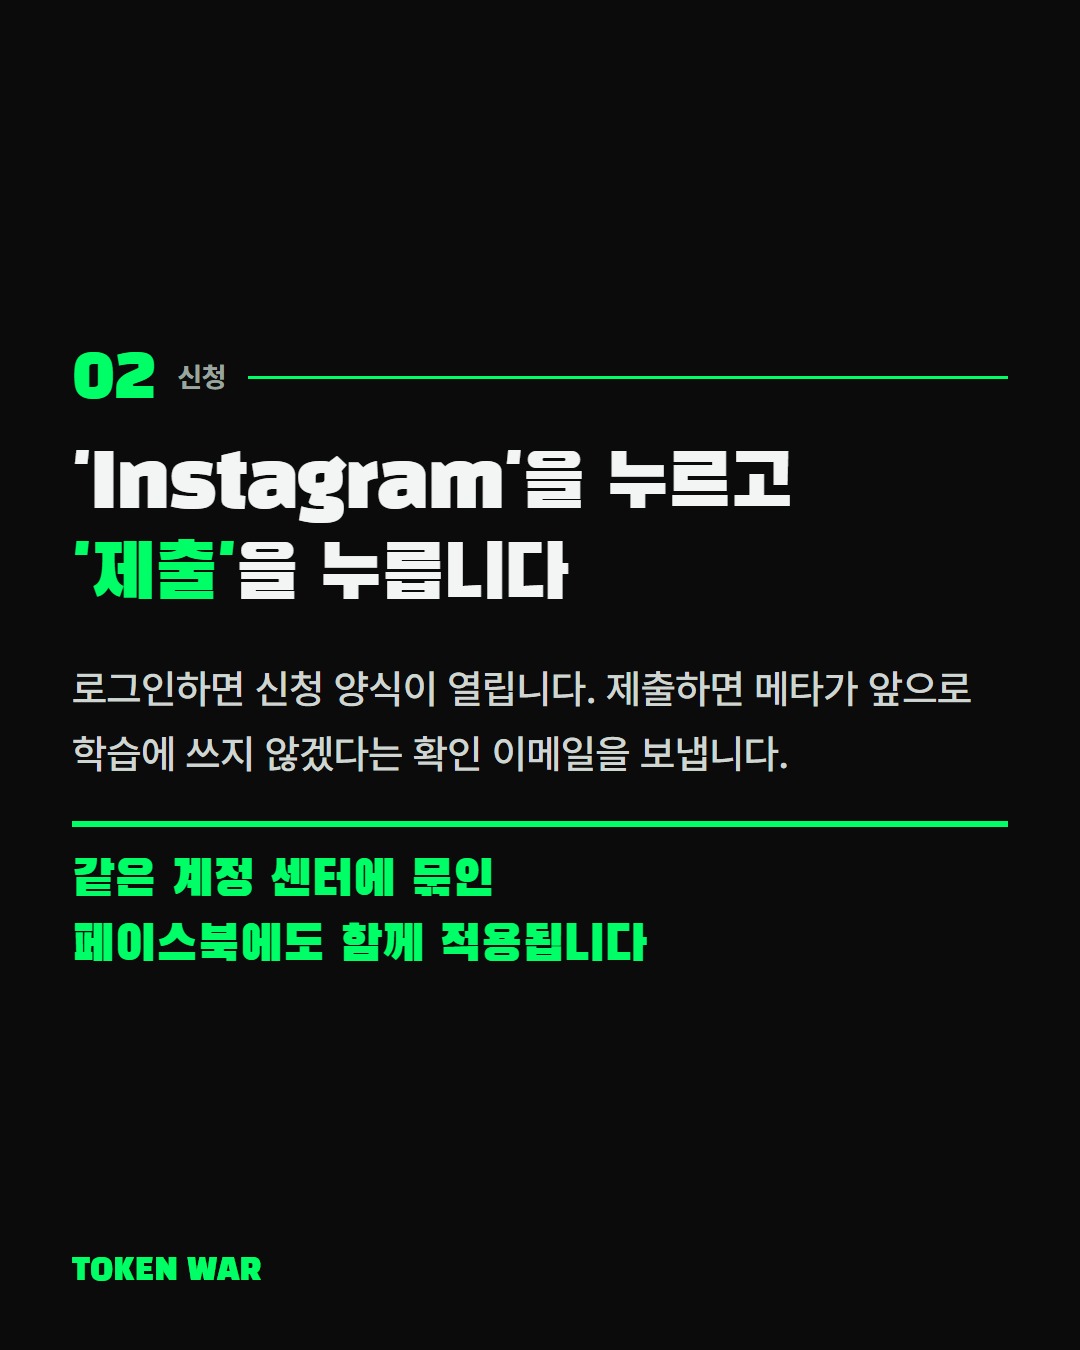 02 신청
'Instagram'을 누르고
'제출'을 누릅니다
로그인하면 신청 양식이 열립니다. 제출하면 메타가 앞으로
학습에 쓰지 않겠다는 확인 이메일을 보냅니다.
같은 계정 센터에 묶인
페이스북에도 함께 적용됩니다
TOKEN WAR